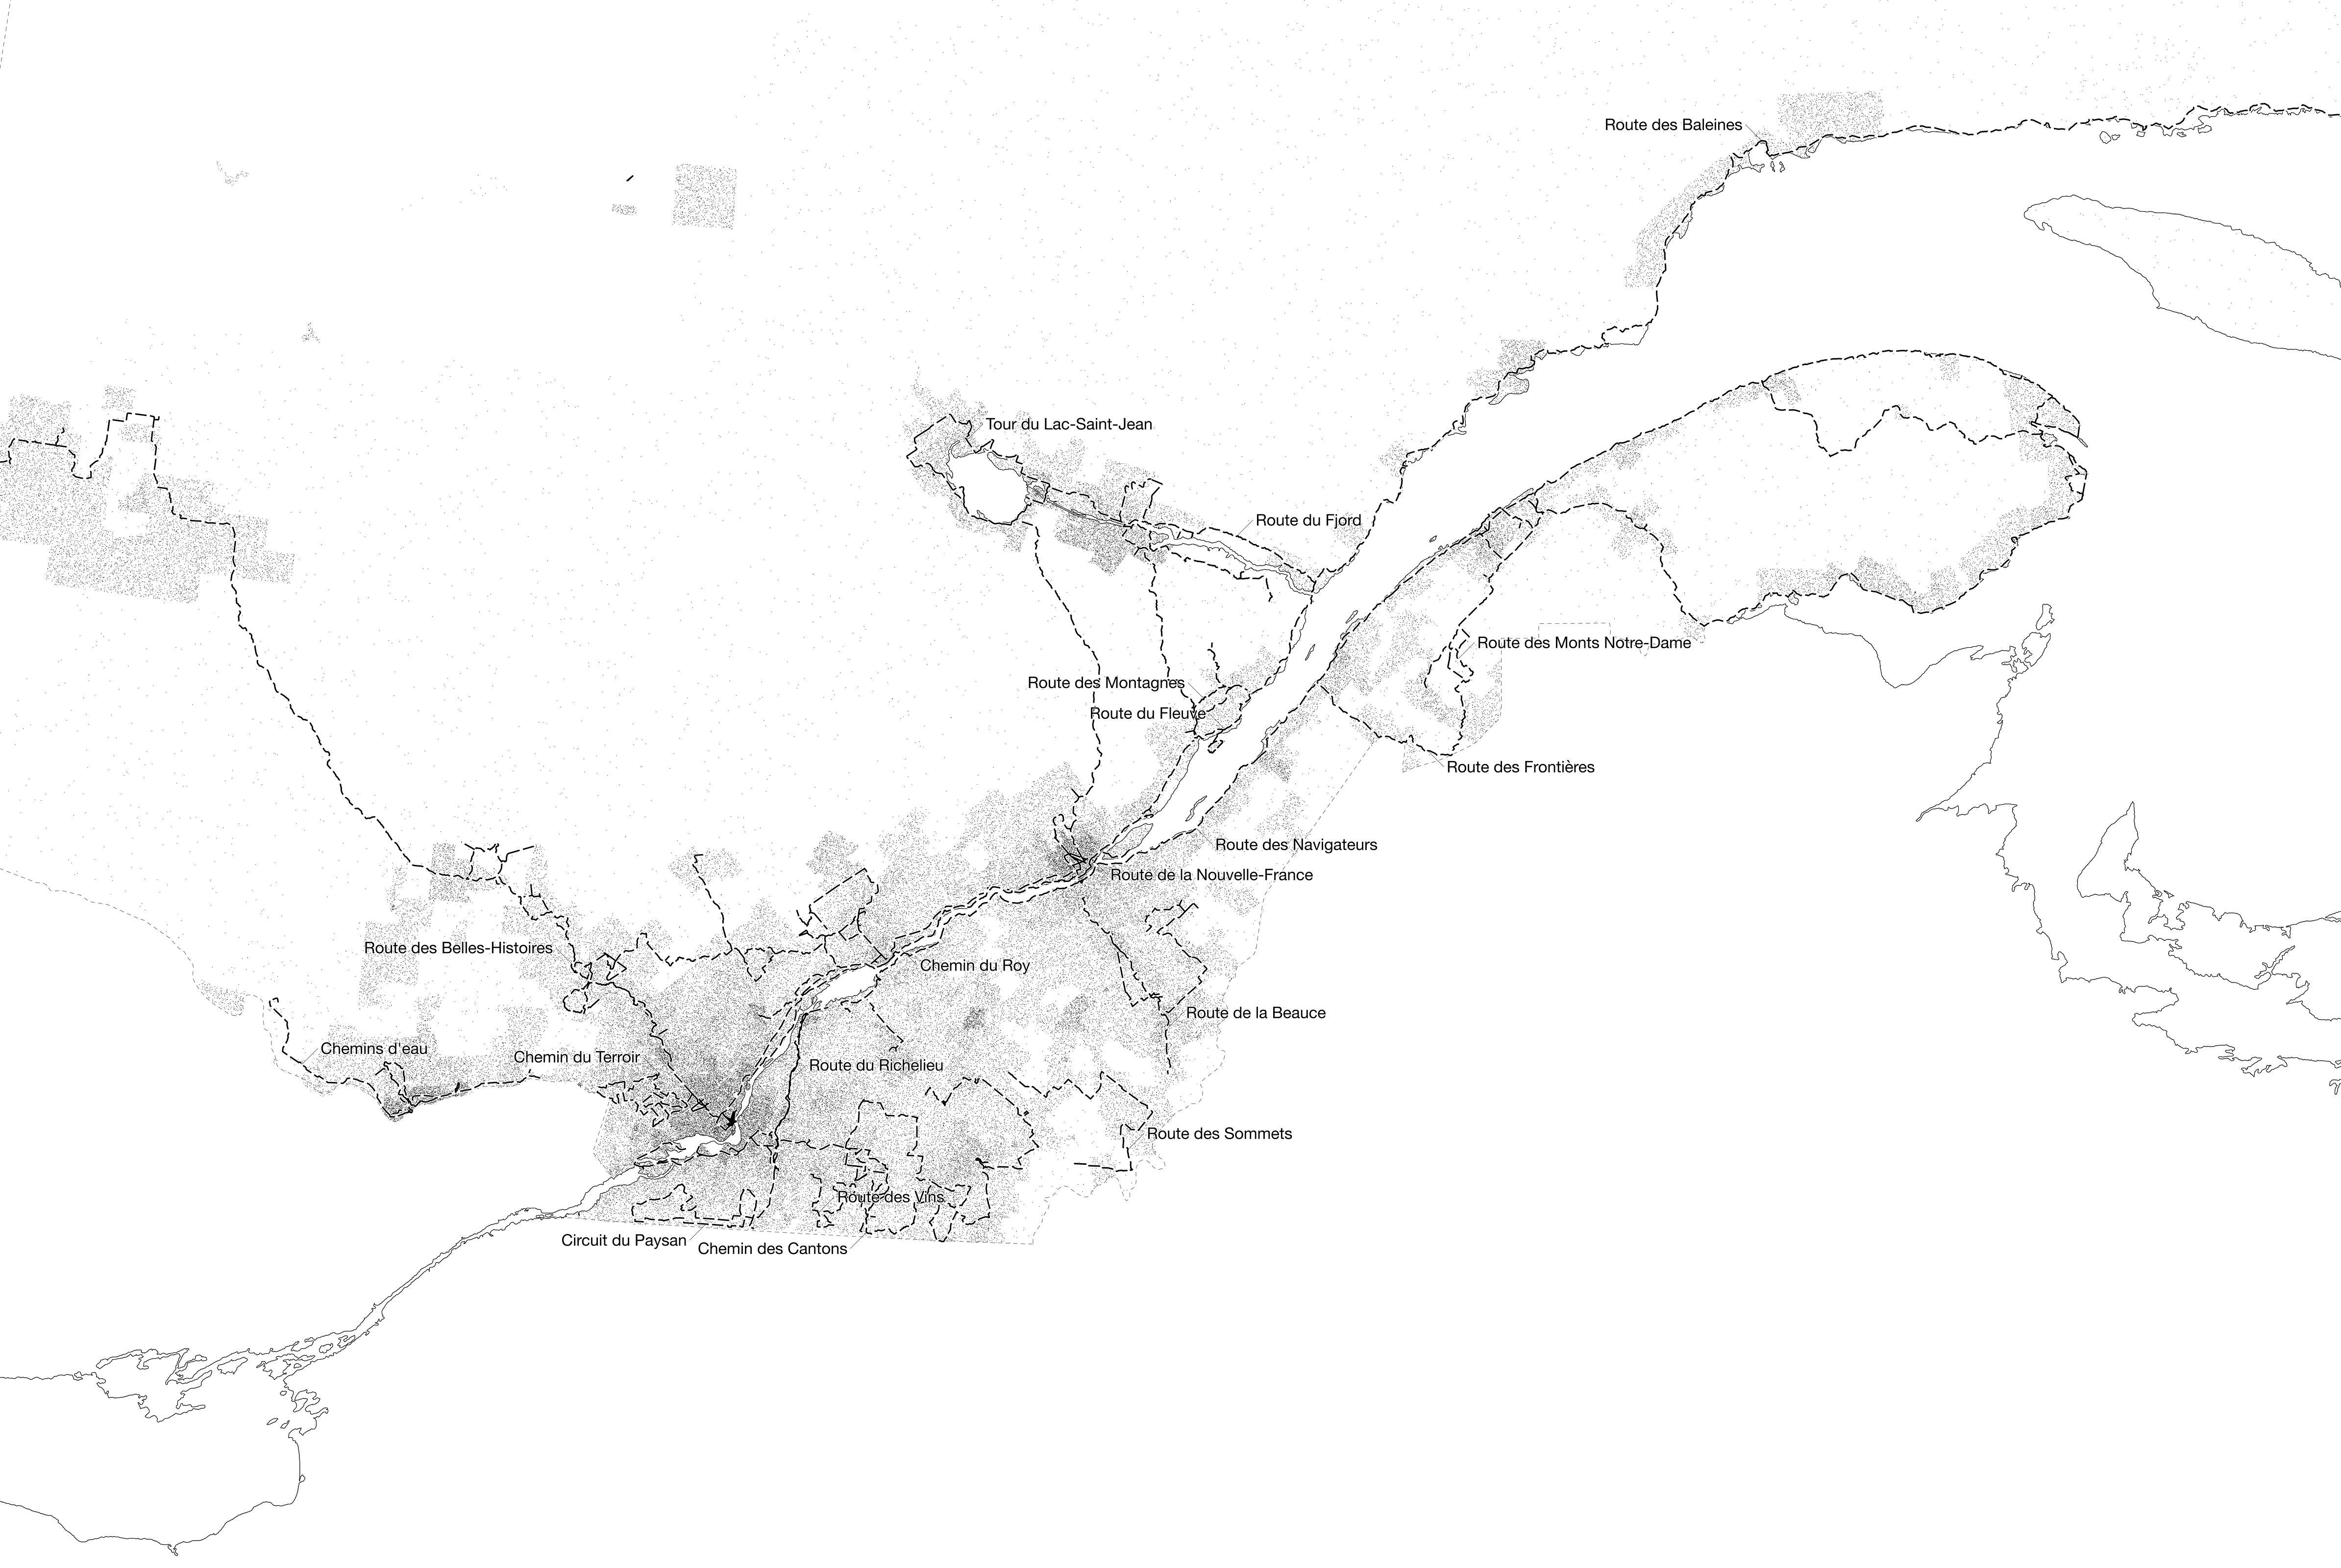 Route des Baleines
Tour du Lac-Saint-Jean
Route du Fjord
Route des Monts Notre-Dame
Route des Montagnes
Route du Fleuve
Route des Frontières
Route des Navigateurs
Route de la Nouvelle-France
Route des Belles-Histoires
Chemin du Roy
Route de la Beauce
Chemins d'eau
Chemin du Terroir
Route du Richelieu
Route des Sommets
Route des Vins
Circuit du Paysan
Chemin des Cantons